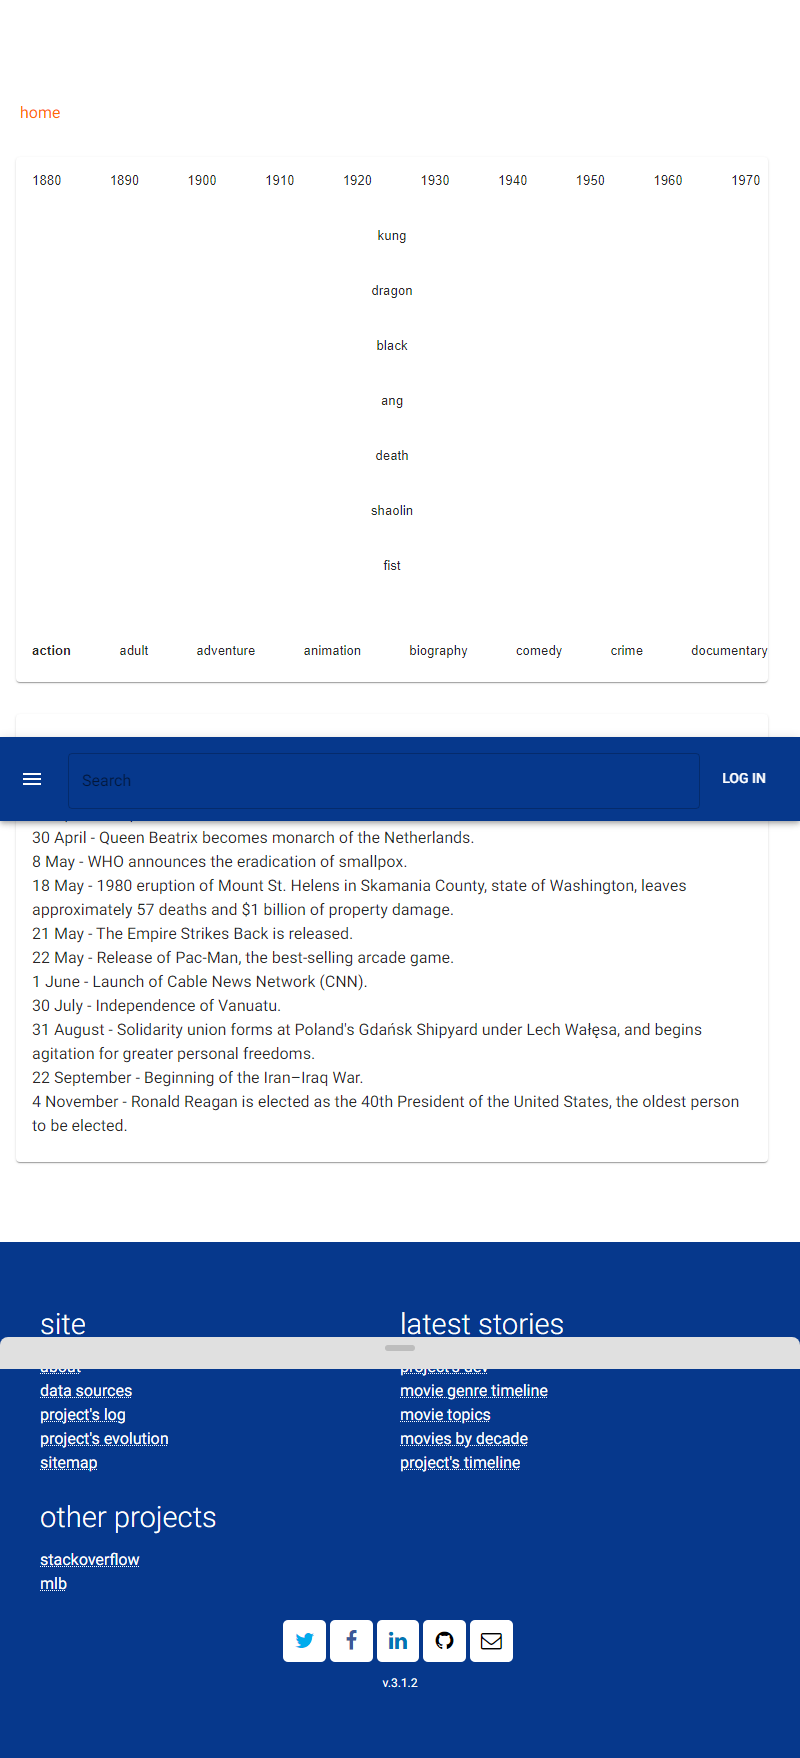 home
1880 1890 1900 1910 1920 1930 1940 1950 1960 1970
kung
dragon
black
ang
death
shaolin
fist
action adult adventure animation biography comedy crime documentary
Search LOG IN
30 April - Queen Beatrix becomes monarch of the Netherlands.
8 May - WHO announces the eradication of smallpox.
18 May - 1980 eruption of Mount St. Helens in Skamania County, state of Washington, leaves
approximately 57 deaths and $1 billion of property damage.
21 May - The Empire Strikes Back is released.
22 May - Release of Pac-Man, the best-selling arcade game.
1 June - Launch of Cable News Network (CNN).
30 July - Independence of Vanuatu.
31 August - Solidarity union forms at Poland's Gdańsk Shipyard under Lech Wałęsa, and begins
agitation for greater personal freedoms.
22 September - Beginning of the Iran–Iraq War.
4 November - Ronald Reagan is elected as the 40th President of the United States, the oldest person
to be elected.
site
about
data sources
project's log
project's evolution
sitemap
latest stories
project's dev
movie genre timeline
movie topics
movies by decade
project's timeline
other projects
stackoverflow
mlb
v.3.1.2